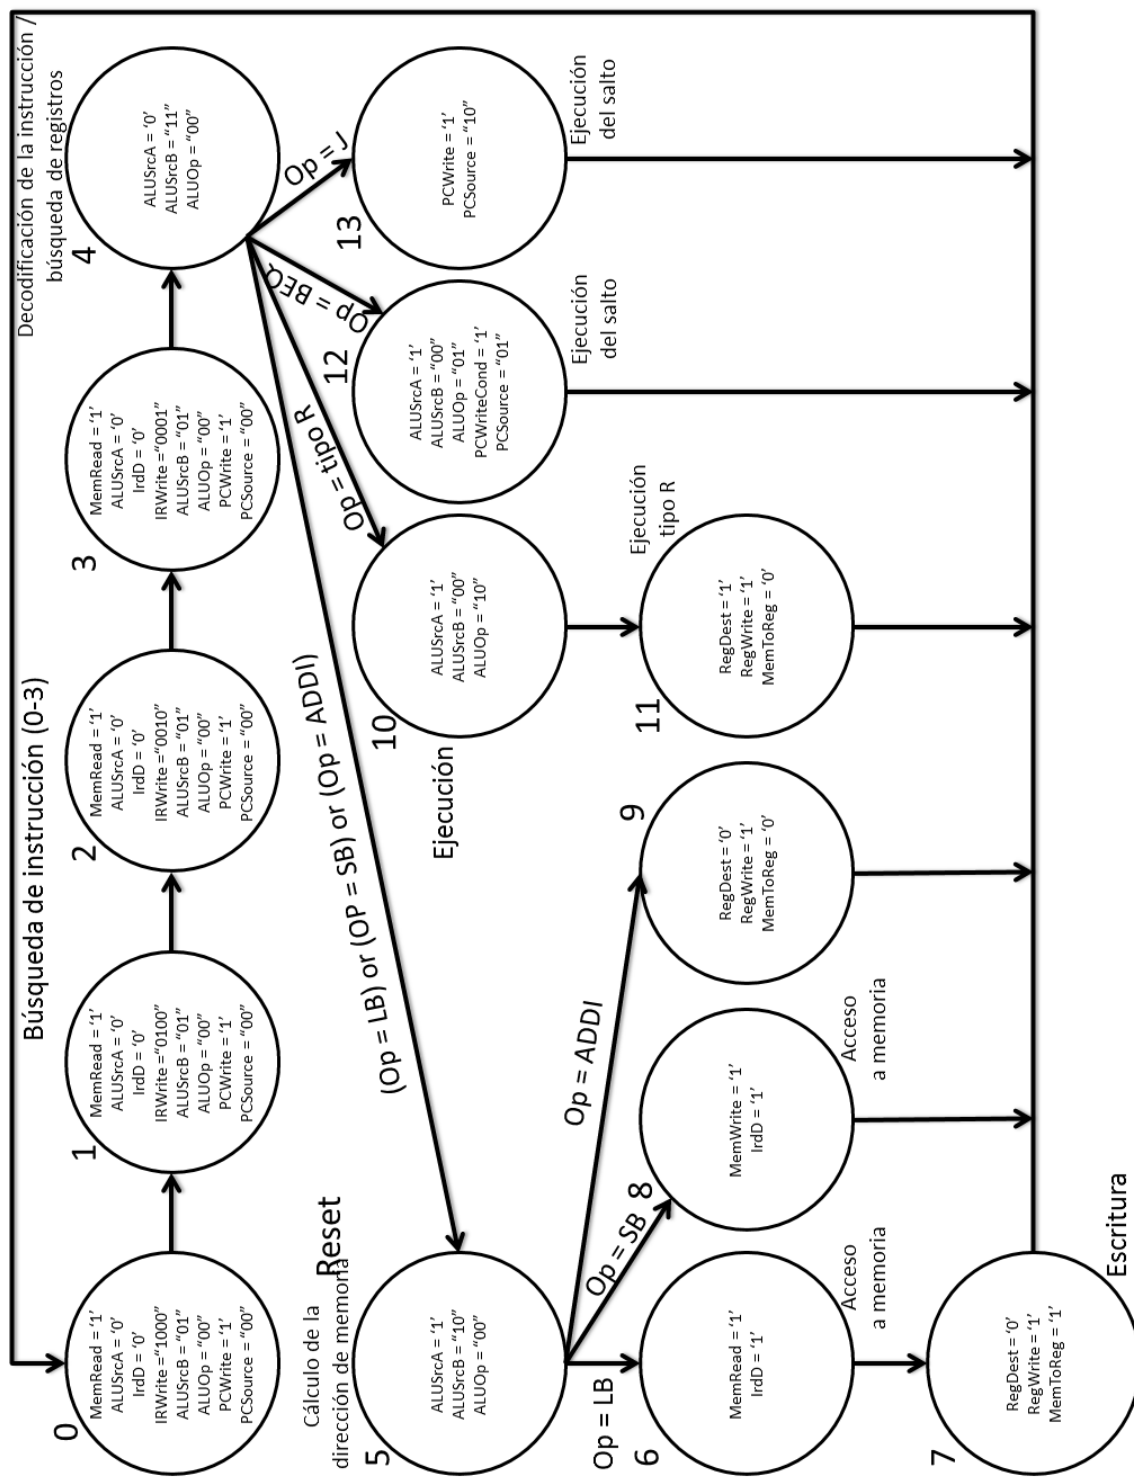 Búsqueda de instrucción (0-3)
Decodificación de la instrucción /
búsqueda de registros
0
MemRead = ‘1’
ALUSrcA = ‘0’
IrdD = ‘0’
IRWrite =“1000”
ALUSrcB = “01”
ALUOp = “00”
PCWrite = ‘1’
PCSource = “00”
1
MemRead = ‘1’
ALUSrcA = ‘0’
IrdD = ‘0’
IRWrite =“0100”
ALUSrcB = “01”
ALUOp = “00”
PCWrite = ‘1’
PCSource = “00”
2
MemRead = ‘1’
ALUSrcA = ‘0’
IrdD = ‘0’
IRWrite =“0010”
ALUSrcB = “01”
ALUOp = “00”
PCWrite = ‘1’
PCSource = “00”
3
MemRead = ‘1’
ALUSrcA = ‘0’
IrdD = ‘0’
IRWrite =“0001”
ALUSrcB = “01”
ALUOp = “00”
PCWrite = ‘1’
PCSource = “00”
4
ALUSrcA = ‘0’
ALUSrcB = “11”
ALUOp = “00”
Reset
(Op = LB) or (OP = SB) or (Op = ADDI)
Op = tipo R
Op = BEQ
Op = J
Cálculo de la
dirección de memoria
5
ALUSrcA = ‘1’
ALUSrcB = “10”
ALUOp = “00”
10
ALUSrcA = ‘1’
ALUSrcB = “00”
ALUOp = “10”
Ejecución
12
ALUSrcA = ‘1’
ALUSrcB = “00”
ALUOp = “01”
PCWriteCond = ‘1’
PCSource = “01”
Ejecución
del salto
13
PCWrite = ‘1’
PCSource = “10”
Ejecución
del salto
Op = LB
Op = SB
Op = ADDI
6
MemRead = ‘1’
IrdD = ‘1’
Acceso
a memoria
8
MemWrite = ‘1’
IrdD = ‘1’
Acceso
a memoria
9
RegDest = ‘0’
RegWrite = ‘1’
MemToReg = ‘0’
11
RegDest = ‘1’
RegWrite = ‘1’
MemToReg = ‘0’
Ejecución
tipo R
7
RegDest = ‘0’
RegWrite = ‘1’
MemToReg = ‘1’
Escritura